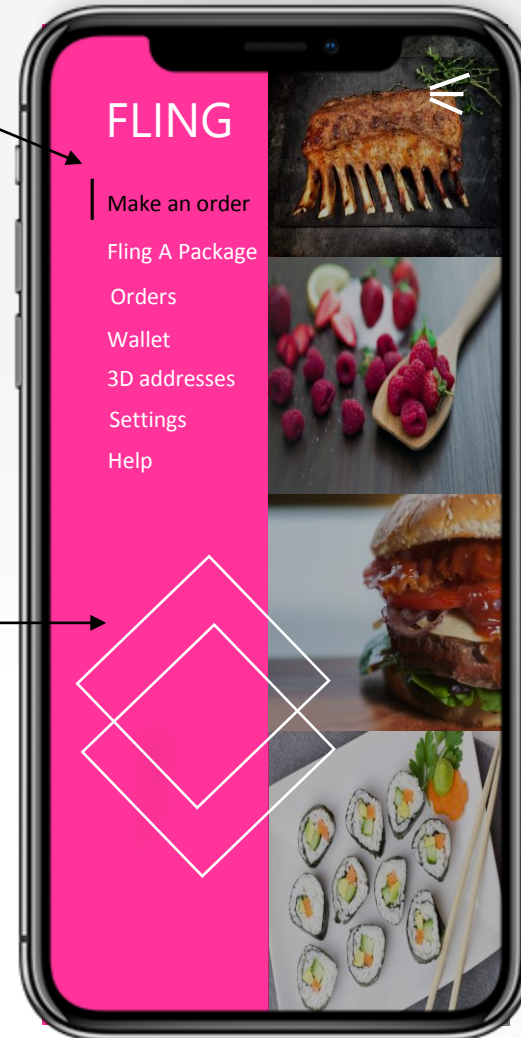 FLING
Make an order
Fling A Package
Orders
Wallet
3D addresses
Settings
Help